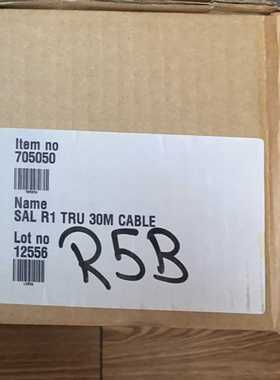 Item no
705050
Name
SAL R1 TRU 30M CABLE
Lot no
12556
R5B